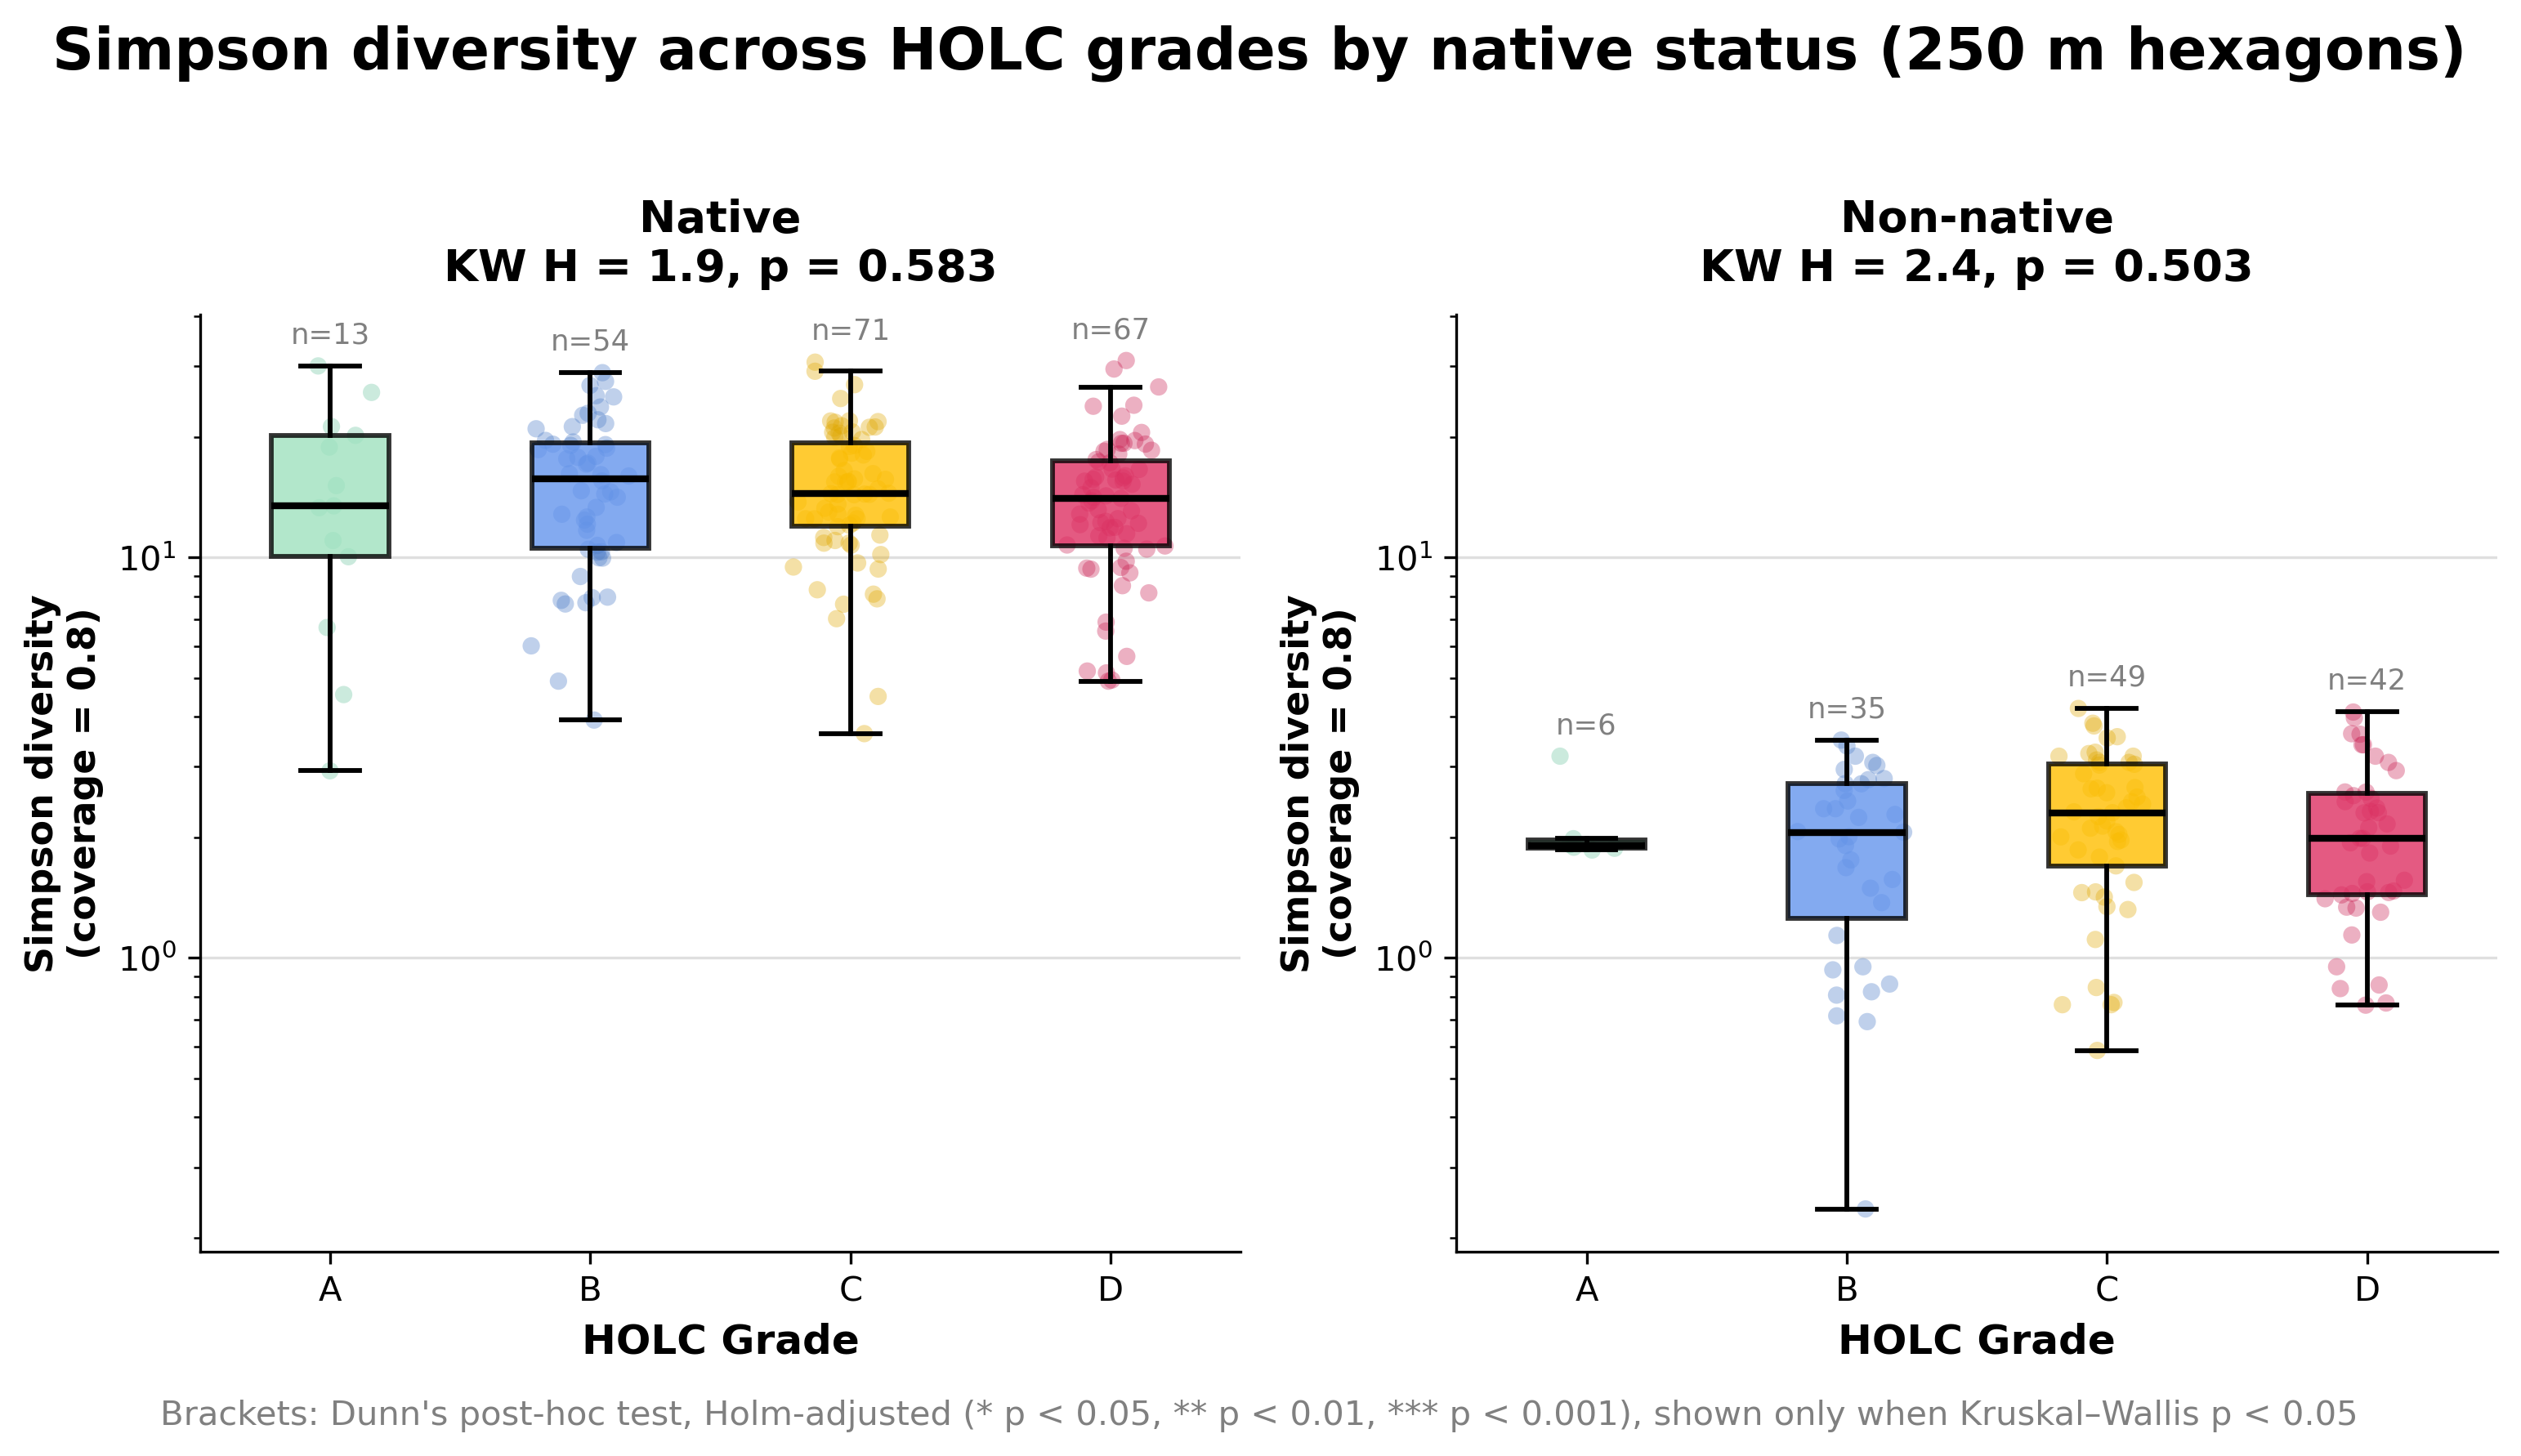 Simpson diversity across HOLC grades by native status (250 m hexagons)
Native
KW H = 1.9, p = 0.583
n=13
n=54
n=71
n=67
10¹
10⁰
Simpson diversity
(coverage = 0.8)
A
B
C
D
HOLC Grade
Non-native
KW H = 2.4, p = 0.503
n=6
n=35
n=49
n=42
10¹
10⁰
Simpson diversity
(coverage = 0.8)
A
B
C
D
HOLC Grade
Brackets: Dunn's post-hoc test, Holm-adjusted (* p < 0.05, ** p < 0.01, *** p < 0.001), shown only when Kruskal–Wallis p < 0.05